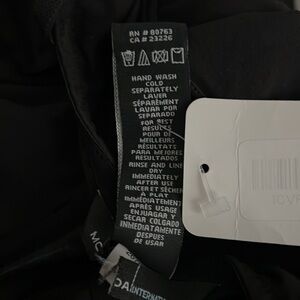 RN # 80763
CA # 23226
HAND WASH
COLD
SEPARATELY
LAVER
SÉPARÉMENT
LAVAR POR
SEPARADO
FOR BEST
RESULTS
POUR DE
MEILLEURS
RÉSULTATS
PARA MEJORES
RESULTADOS
RINSE AND LINE
DRY
IMMEDIATELY
AFTER USE
RINCER ET SÉCHER
À PLAT
IMMÉDIATEMENT
APRÈS USAGE
ENJUAGAR Y
SECAR COLGADO
INMEDIATAMENTE
DESPUES
DE USAR